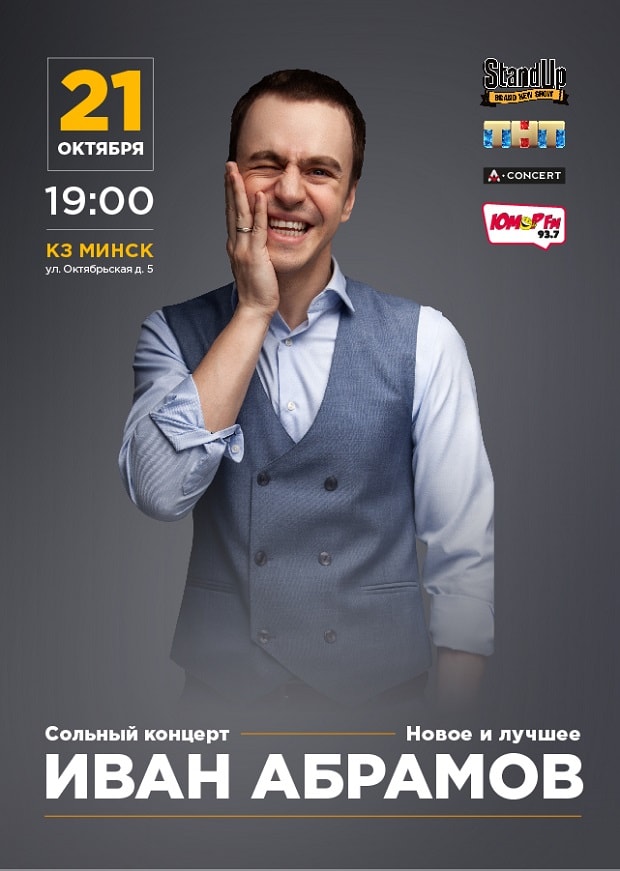 21
ОКТЯБРЯ
19:00
КЗ МИНСК
ул. Октябрьская д. 5
StandUp
BRAND NEW SHOW
ТНТ
A·CONCERT
ЮМОР FM
93.7
Сольный концерт
Новое и лучшее
ИВАН АБРАМОВ